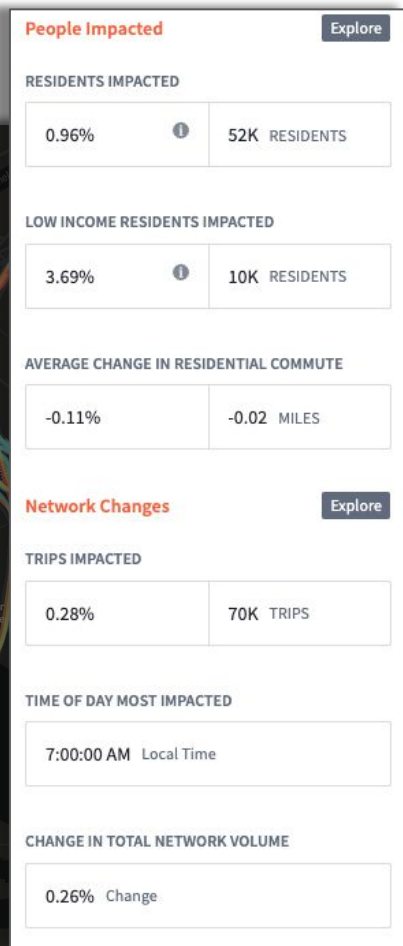 People Impacted Explore
RESIDENTS IMPACTED
0.96% 52K RESIDENTS
LOW INCOME RESIDENTS IMPACTED
3.69% 10K RESIDENTS
AVERAGE CHANGE IN RESIDENTIAL COMMUTE
-0.11% -0.02 MILES
Network Changes Explore
TRIPS IMPACTED
0.28% 70K TRIPS
TIME OF DAY MOST IMPACTED
7:00:00 AM Local Time
CHANGE IN TOTAL NETWORK VOLUME
0.26% Change